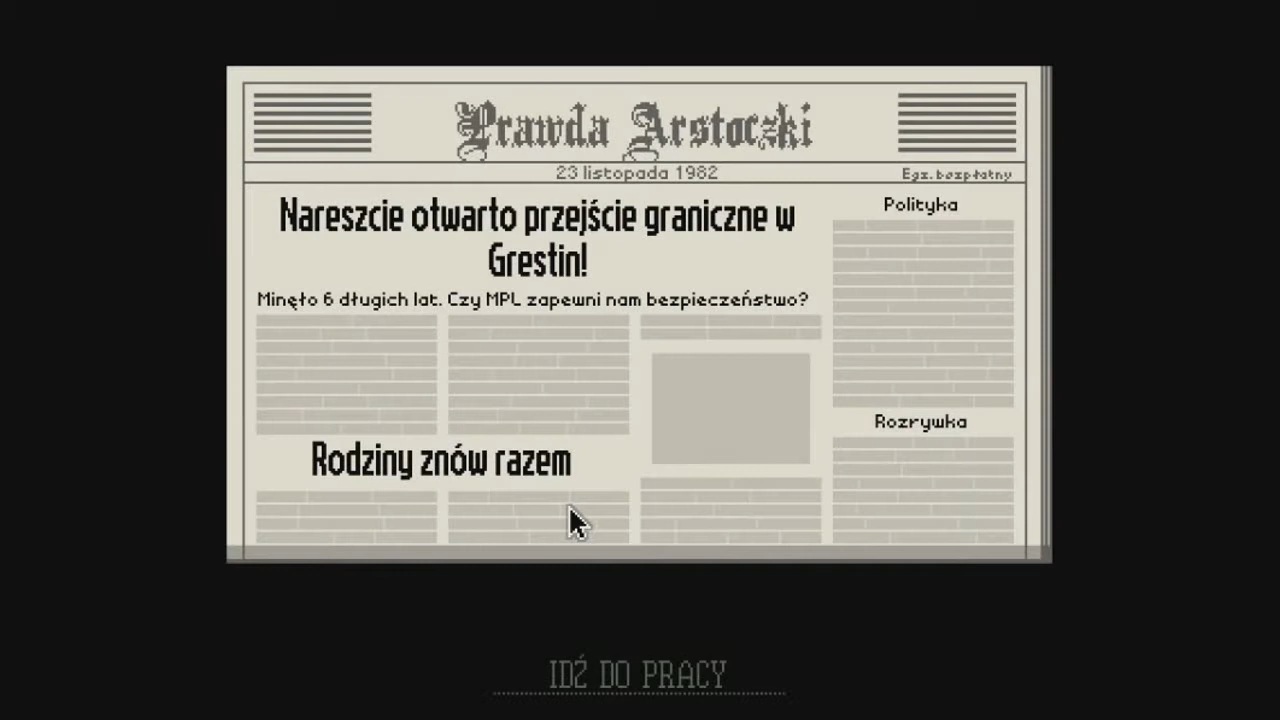 Prawda Arstoczki
23 listopada 1982
Egz. bezpłatny
Nareszcie otwarto przejście graniczne w
Grestin!
Minęło 6 długich lat. Czy MPL zapewni nam bezpieczeństwo?
Rodziny znów razem
Polityka
Rozrywka
IDŹ DO PRACY